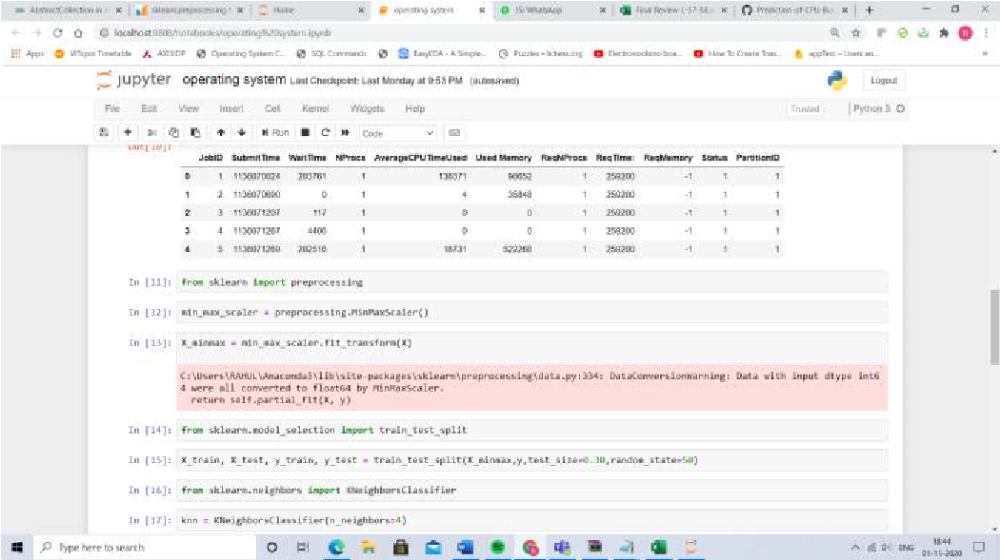 AbstractCollection in
sklearn.preprocessing
Home
operating system
(5) WhatsApp
Final Review-L-57-58
Prediction-of-CPU-Bu
localhost:8888/notebooks/operating%20system.ipynb
Apps
VITspot Timetable
AXISIDP
Operating System C...
SQL Commands
EasyEDA - A Simple...
Puzzles • lichess.org
Electronoobsino boa...
How To Create Tran...
appTest – Users an...
jupyter operating system Last Checkpoint: Last Monday at 9:53 PM (autosaved)
Logout
File Edit View Insert Cell Kernel Widgets Help
Trusted
Python 3
Run
Code
Out[10]:
JobID SubmitTime WaitTime NProcs AverageCPUTimeUsed Used Memory ReqNProcs ReqTime: ReqMemory Status PartitionID
0 1 1136070024 203761 1 138371 98652 1 259200 -1 1 1
1 2 1136070690 0 1 4 35848 1 259200 -1 1 1
2 3 1136071207 117 1 0 0 1 259200 -1 1 1
3 4 1136071267 4406 1 0 0 1 259200 -1 1 1
4 5 1136071269 202516 1 18731 522268 1 259200 -1 1 1
In [11]: from sklearn import preprocessing
In [12]: min_max_scaler = preprocessing.MinMaxScaler()
In [13]: X_minmax = min_max_scaler.fit_transform(X)
C:\Users\RAHUL\Anaconda3\lib\site-packages\sklearn\preprocessing\data.py:334: DataConversionWarning: Data with input dtype int6
4 were all converted to float64 by MinMaxScaler.
return self.partial_fit(X, y)
In [14]: from sklearn.model_selection import train_test_split
In [15]: X_train, X_test, y_train, y_test = train_test_split(X_minmax,y,test_size=0.30,random_state=50)
In [16]: from sklearn.neighbors import KNeighborsClassifier
In [17]: knn = KNeighborsClassifier(n_neighbors=4)
Type here to search
ENG
18:44
01-11-2020